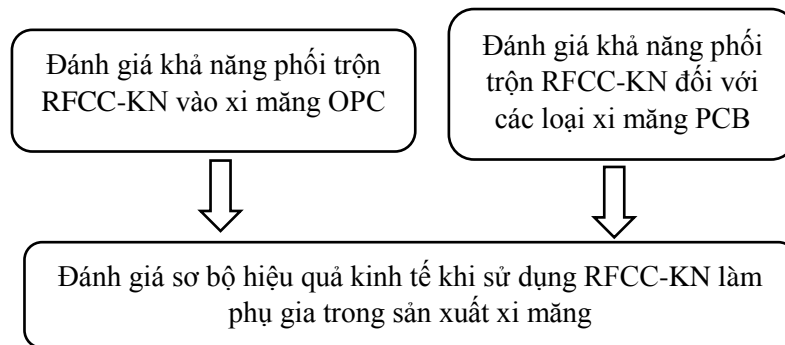 Đánh giá khả năng phối trộn
RFCC-KN vào xi măng OPC
Đánh giá khả năng phối
trộn RFCC-KN đối với
các loại xi măng PCB
Đánh giá sơ bộ hiệu quả kinh tế khi sử dụng RFCC-KN làm
phụ gia trong sản xuất xi măng